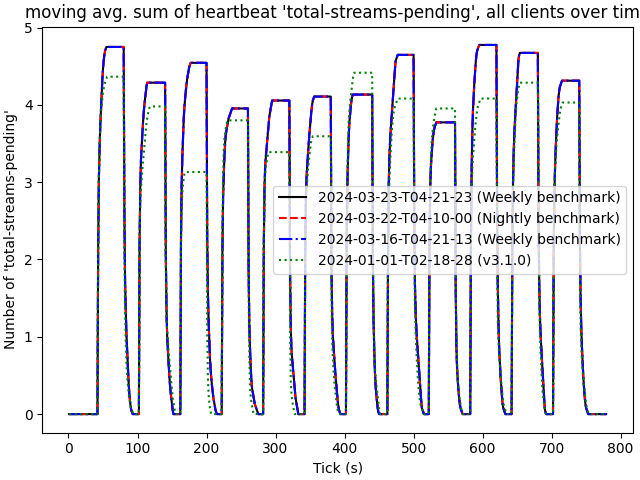 moving avg. sum of heartbeat 'total-streams-pending', all clients over tim
Number of 'total-streams-pending'
5
4
3
2
1
0
2024-03-23-T04-21-23 (Weekly benchmark)
2024-03-22-T04-10-00 (Nightly benchmark)
2024-03-16-T04-21-13 (Weekly benchmark)
2024-01-01-T02-18-28 (v3.1.0)
0 100 200 300 400 500 600 700 800
Tick (s)